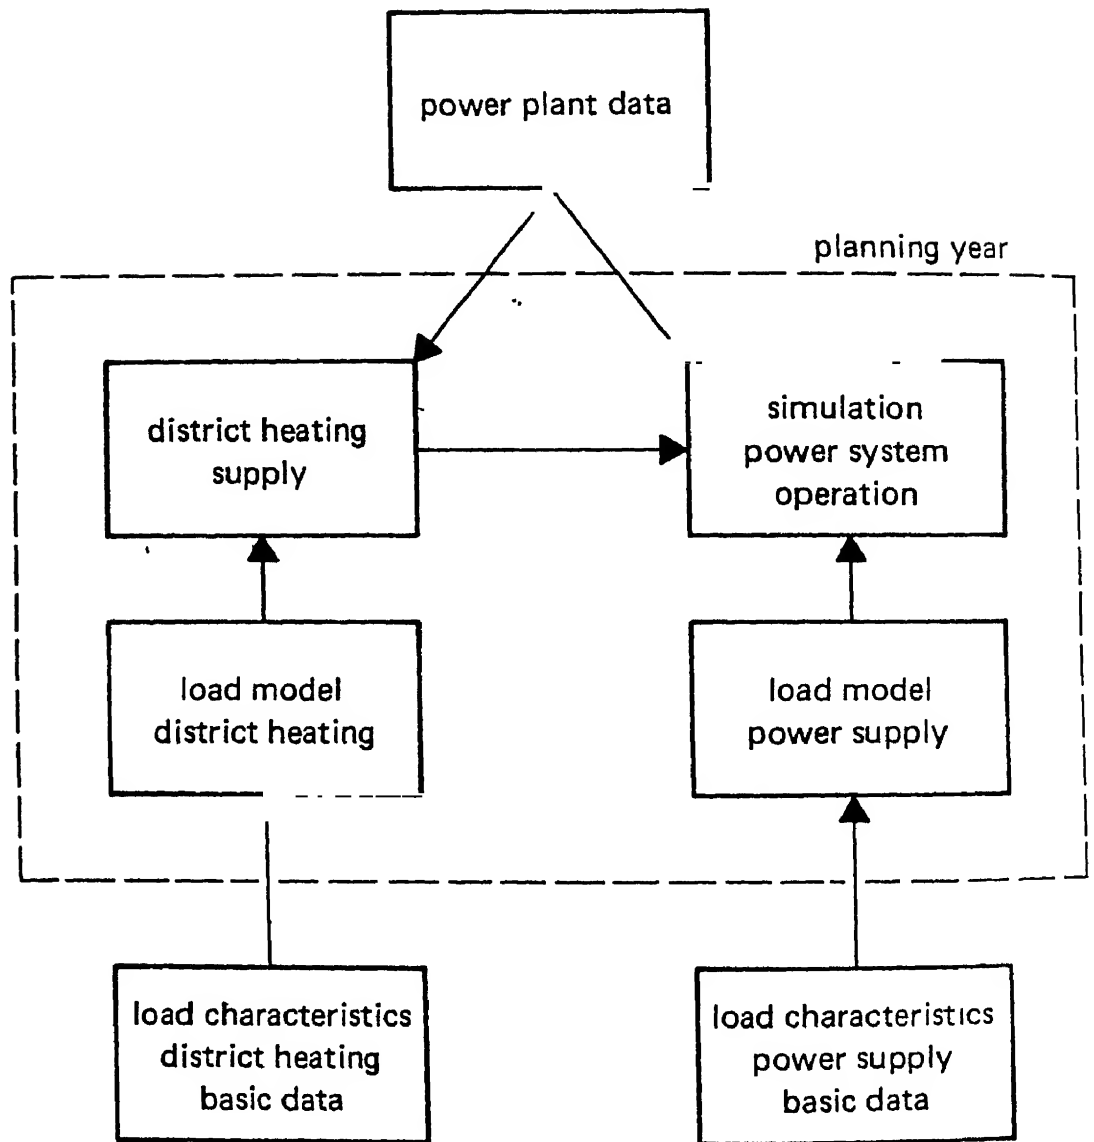 power plant data
planning year
district heating
supply
simulation
power system
operation
load model
district heating
load model
power supply
load characteristics
district heating
basic data
load characteristics
power supply
basic data